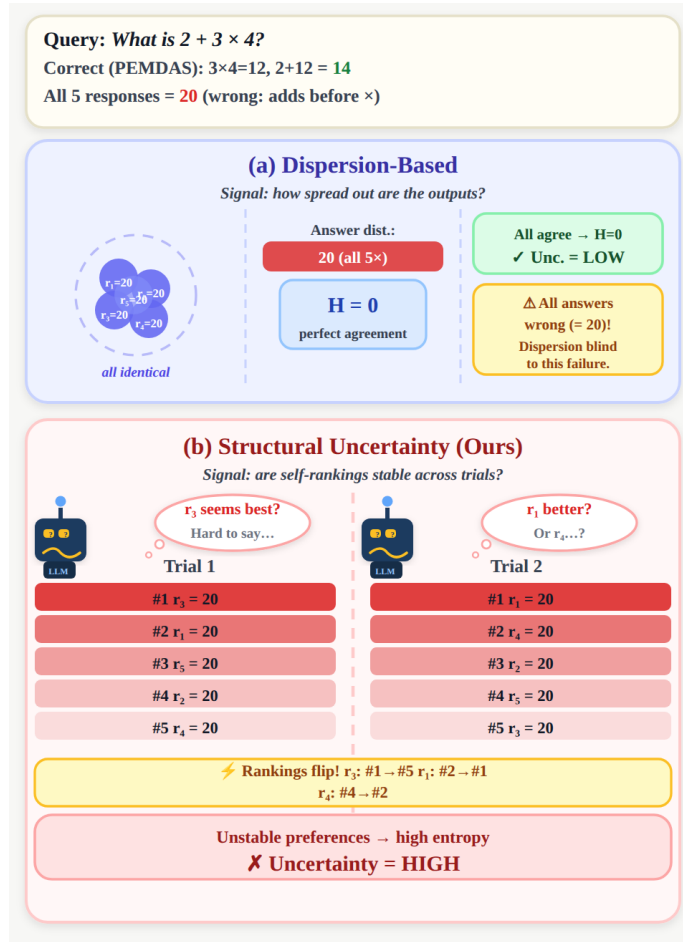 Query: What is 2 + 3 × 4?
Correct (PEMDAS): 3×4=12, 2+12 = 14
All 5 responses = 20 (wrong: adds before ×)
(a) Dispersion-Based
Signal: how spread out are the outputs?
r₁=20
r₂=20
r₅=20
r₃=20
r₄=20
all identical
Answer dist.:
20 (all 5×)
H = 0
perfect agreement
All agree → H=0
✓ Unc. = LOW
⚠ All answers
wrong (= 20)!
Dispersion blind
to this failure.
(b) Structural Uncertainty (Ours)
Signal: are self-rankings stable across trials?
? ?
LLM
r₃ seems best?
Hard to say…
Trial 1
#1 r₃ = 20
#2 r₁ = 20
#3 r₅ = 20
#4 r₂ = 20
#5 r₄ = 20
? ?
LLM
r₁ better?
Or r₄…?
Trial 2
#1 r₁ = 20
#2 r₄ = 20
#3 r₂ = 20
#4 r₅ = 20
#5 r₃ = 20
⚡ Rankings flip! r₃: #1→#5 r₁: #2→#1
r₄: #4→#2
Unstable preferences → high entropy
✗ Uncertainty = HIGH